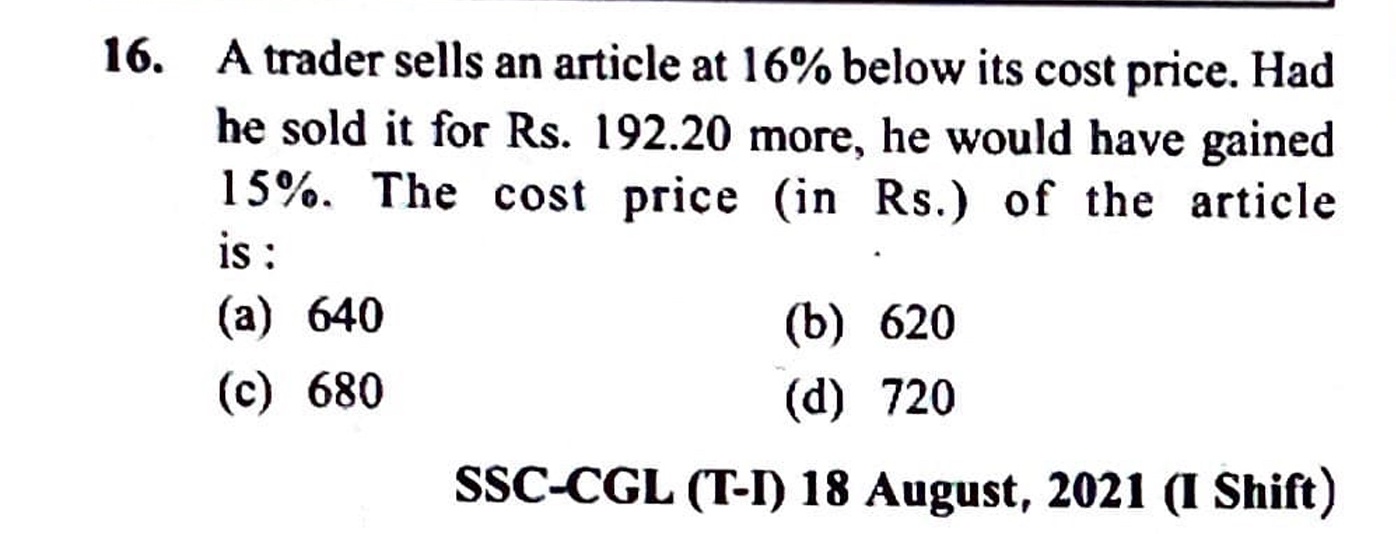 16. A trader sells an article at 16% below its cost price. Had
he sold it for Rs. 192.20 more, he would have gained
15%. The cost price (in Rs.) of the article
is :
(a) 640 (b) 620
(c) 680 (d) 720
SSC-CGL (T-I) 18 August, 2021 (I Shift)